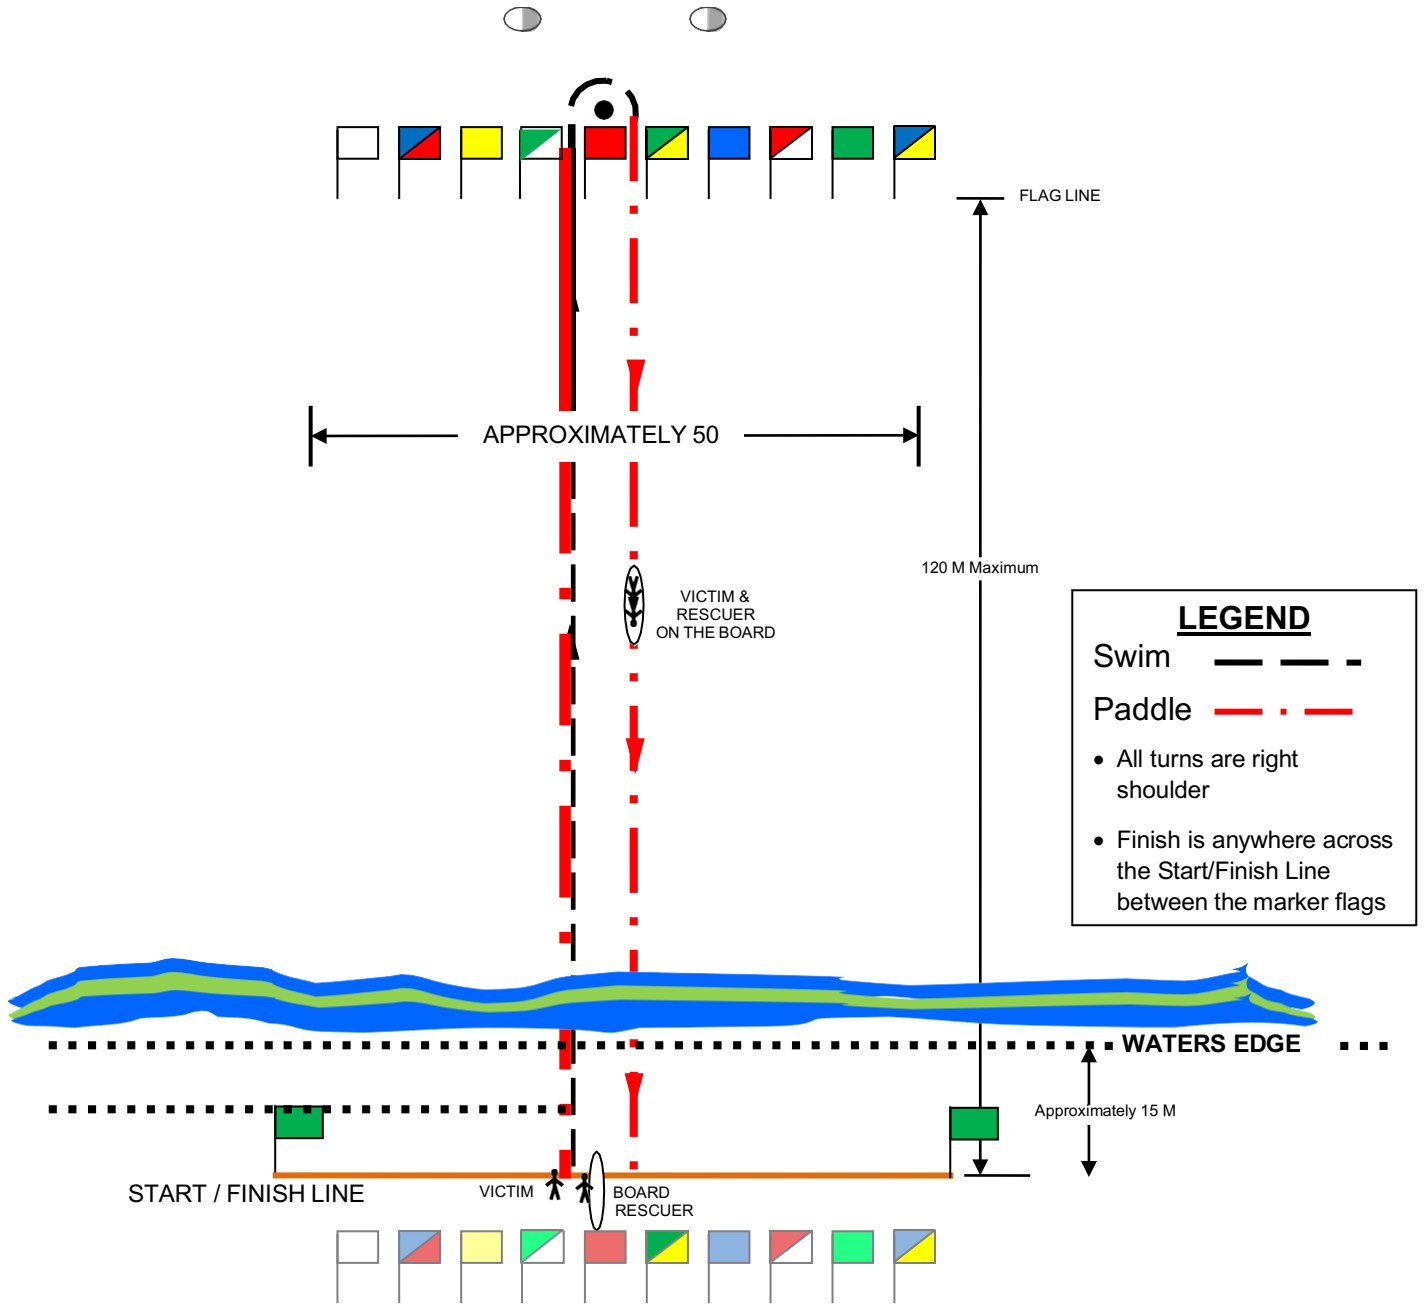 FLAG LINE
APPROXIMATELY 50
120 M Maximum
VICTIM &
RESCUER
ON THE BOARD
LEGEND
Swim
Paddle
• All turns are right
shoulder
• Finish is anywhere across
the Start/Finish Line
between the marker flags
WATERS EDGE
Approximately 15 M
START / FINISH LINE
VICTIM
BOARD
RESCUER